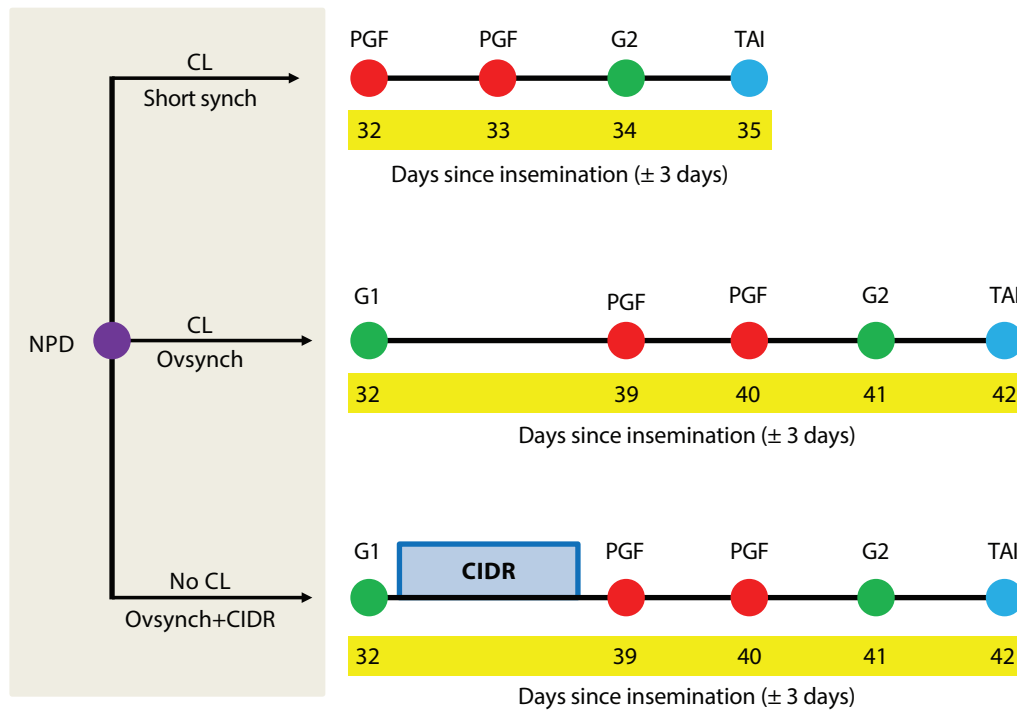 PGF PGF G2 TAI
CL
Short synch
32 33 34 35
Days since insemination (± 3 days)
G1 PGF PGF G2 TAI
NPD
CL
Ovsynch
32 39 40 41 42
Days since insemination (± 3 days)
G1 CIDR PGF PGF G2 TAI
No CL
Ovsynch+CIDR
32 39 40 41 42
Days since insemination (± 3 days)